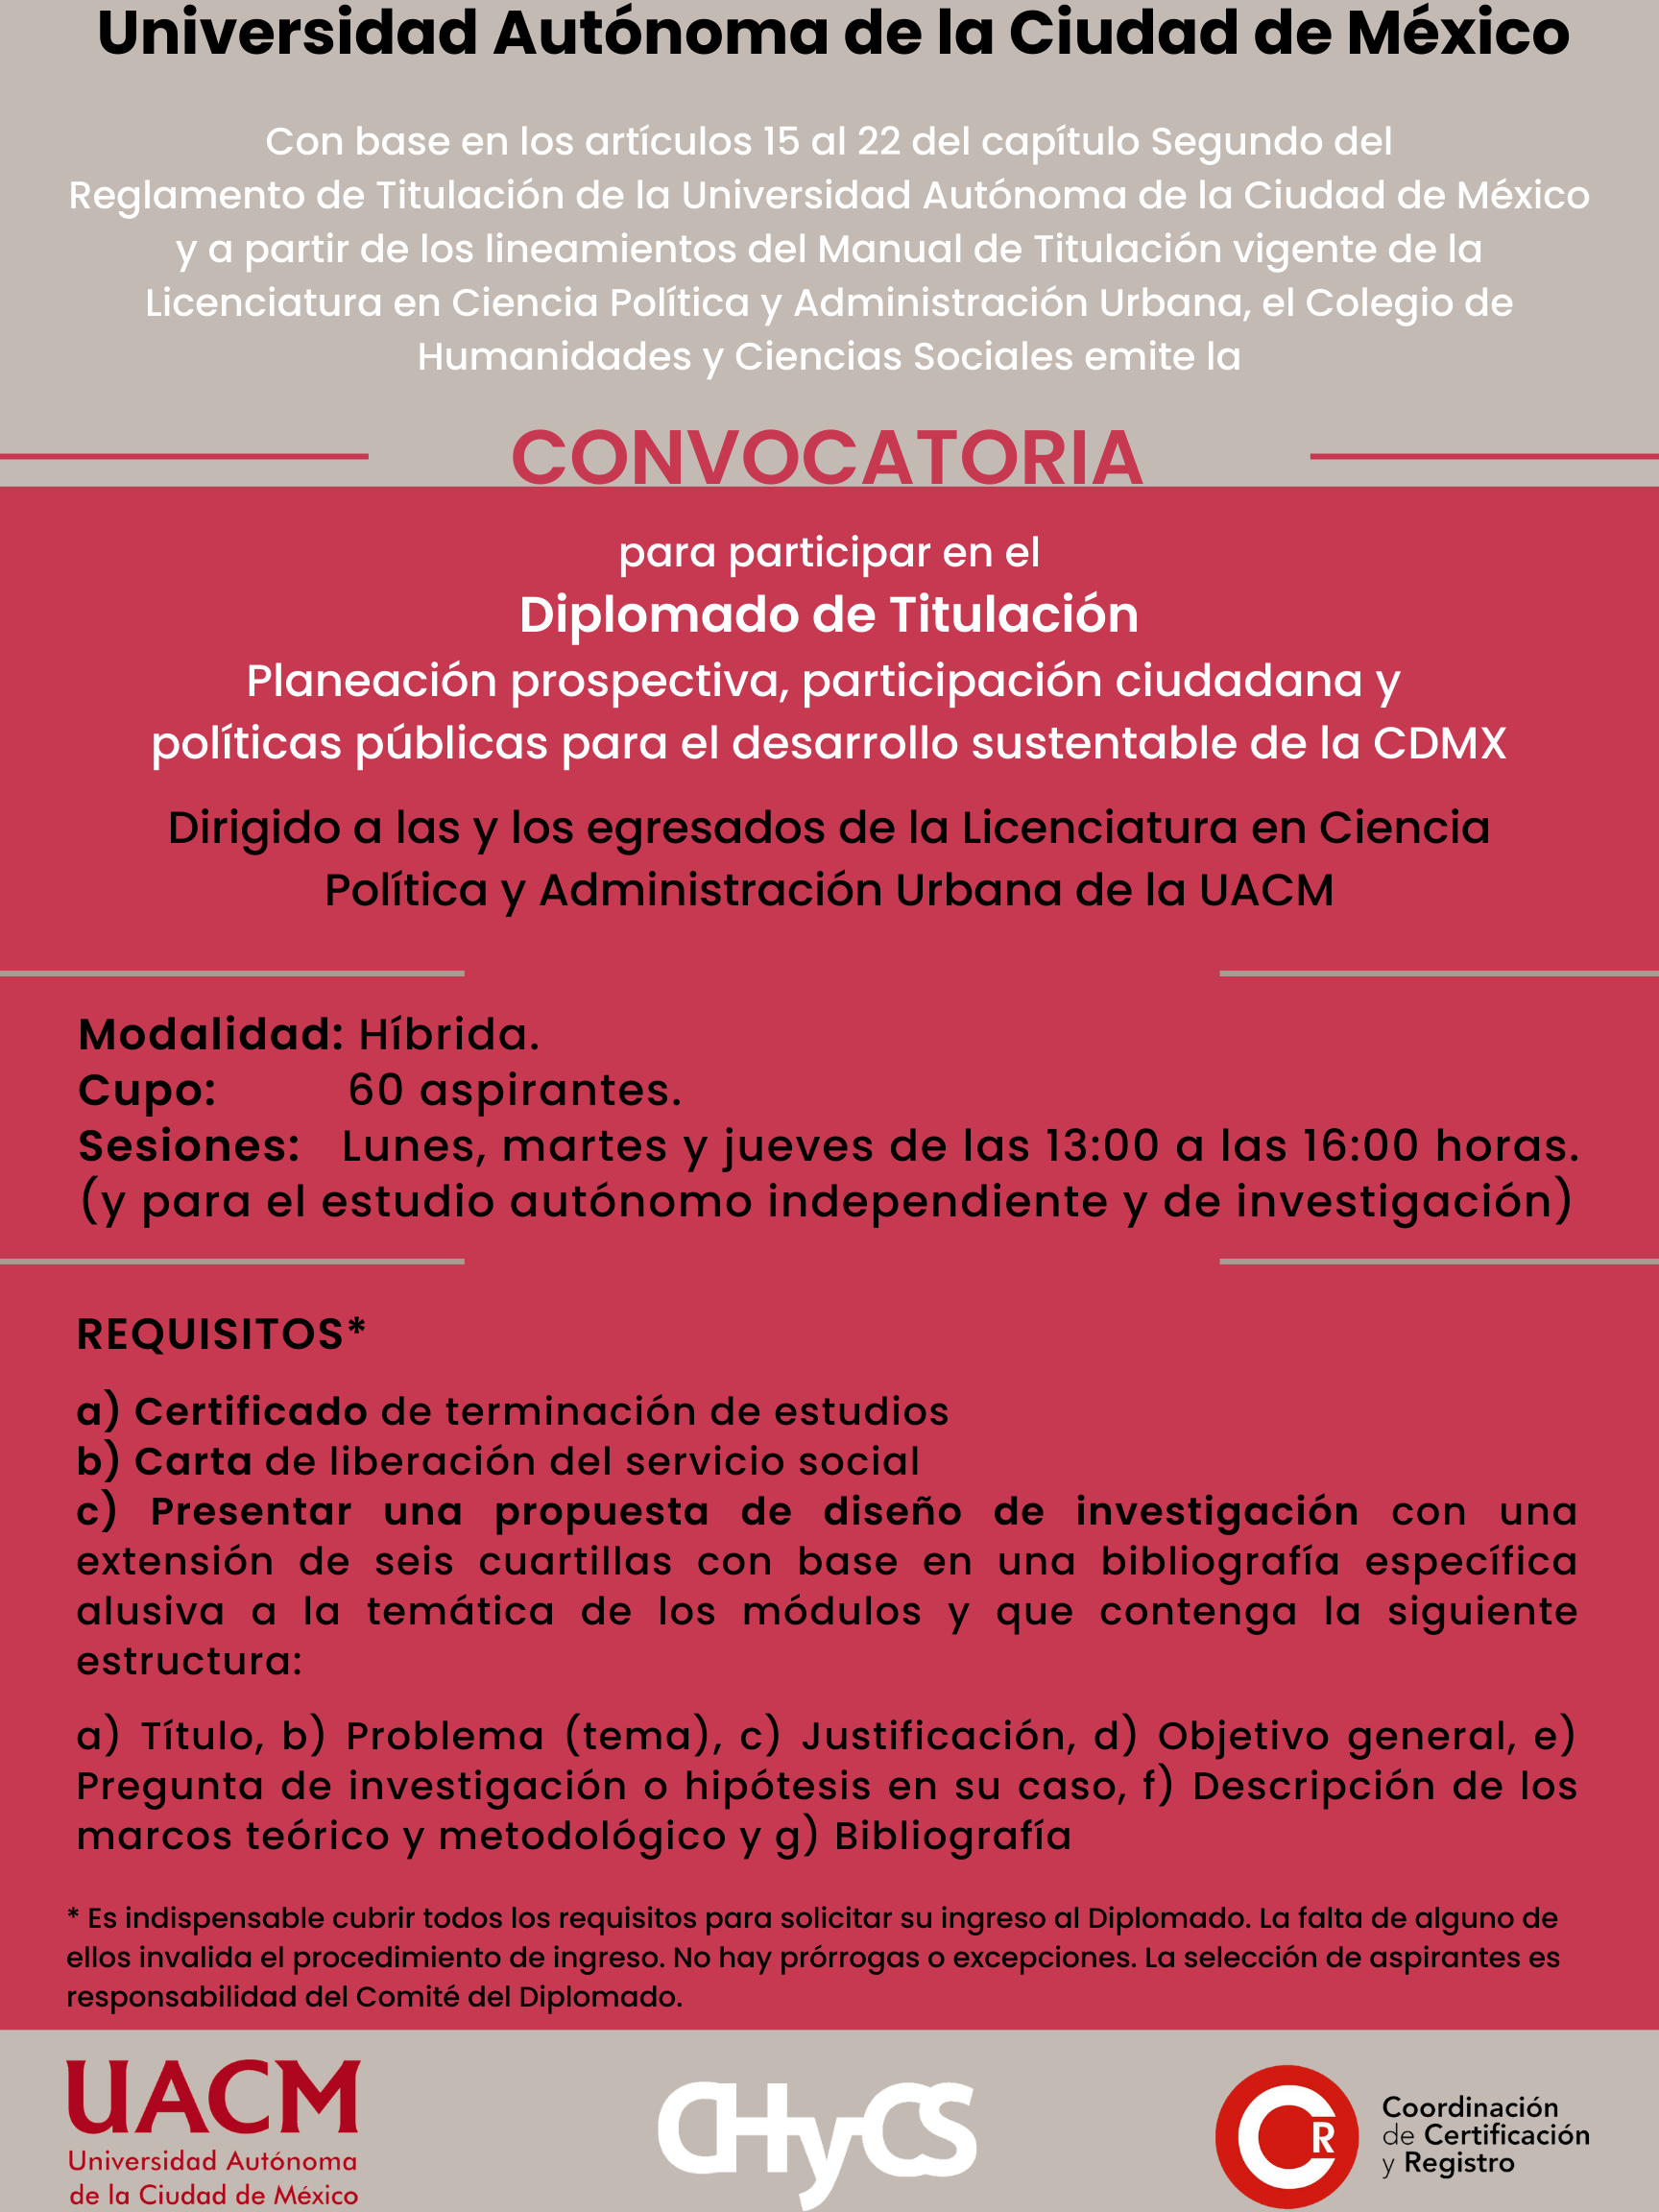 Universidad Autónoma de la Ciudad de México
Con base en los artículos 15 al 22 del capítulo Segundo del
Reglamento de Titulación de la Universidad Autónoma de la Ciudad de México
y a partir de los lineamientos del Manual de Titulación vigente de la
Licenciatura en Ciencia Política y Administración Urbana, el Colegio de
Humanidades y Ciencias Sociales emite la
CONVOCATORIA
para participar en el
Diplomado de Titulación
Planeación prospectiva, participación ciudadana y
políticas públicas para el desarrollo sustentable de la CDMX
Dirigido a las y los egresados de la Licenciatura en Ciencia
Política y Administración Urbana de la UACM
Modalidad: Híbrida.
Cupo: 60 aspirantes.
Sesiones: Lunes, martes y jueves de las 13:00 a las 16:00 horas.
(y para el estudio autónomo independiente y de investigación)
REQUISITOS*
a) Certificado de terminación de estudios
b) Carta de liberación del servicio social
c) Presentar una propuesta de diseño de investigación con una
extensión de seis cuartillas con base en una bibliografía específica
alusiva a la temática de los módulos y que contenga la siguiente
estructura:
a) Título, b) Problema (tema), c) Justificación, d) Objetivo general, e)
Pregunta de investigación o hipótesis en su caso, f) Descripción de los
marcos teórico y metodológico y g) Bibliografía
* Es indispensable cubrir todos los requisitos para solicitar su ingreso al Diplomado. La falta de alguno de
ellos invalida el procedimiento de ingreso. No hay prórrogas o excepciones. La selección de aspirantes es
responsabilidad del Comité del Diplomado.
UACM
Universidad Autónoma
de la Ciudad de México
CHyCS
CR
Coordinación
de Certificación
y Registro